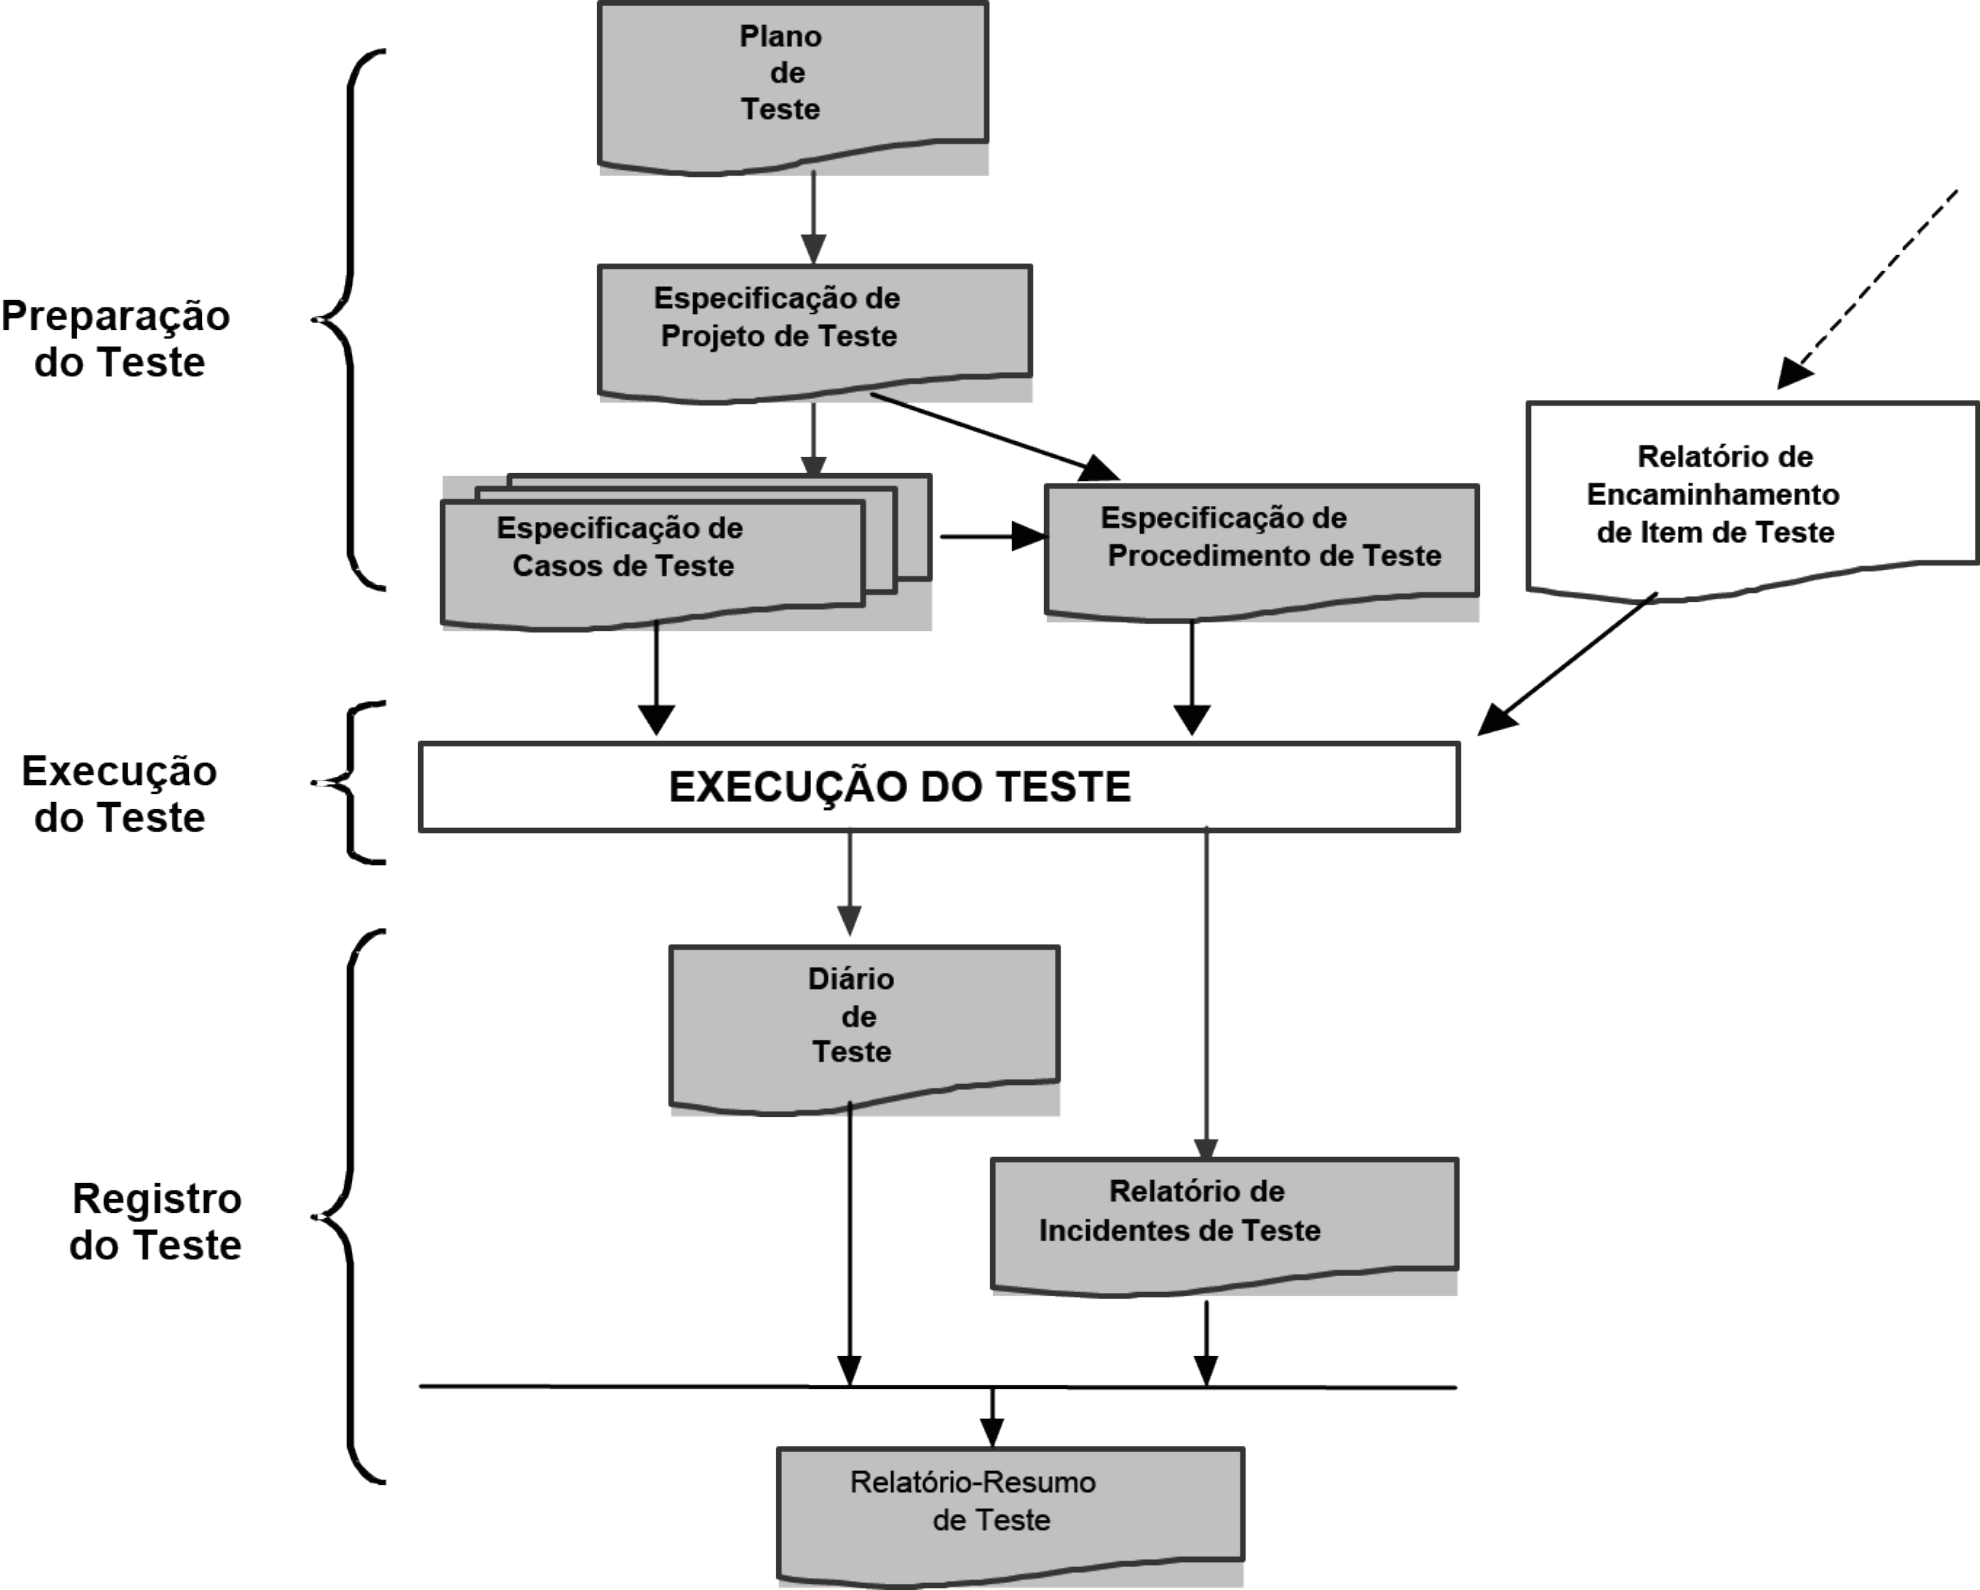 Plano
de
Teste
Preparação
do Teste
Especificação de
Projeto de Teste
Especificação de
Casos de Teste
Especificação de
Procedimento de Teste
Relatório de
Encaminhamento
de Item de Teste
Execução
do Teste
EXECUÇÃO DO TESTE
Registro
do Teste
Diário
de
Teste
Relatório de
Incidentes de Teste
Relatório-Resumo
de Teste